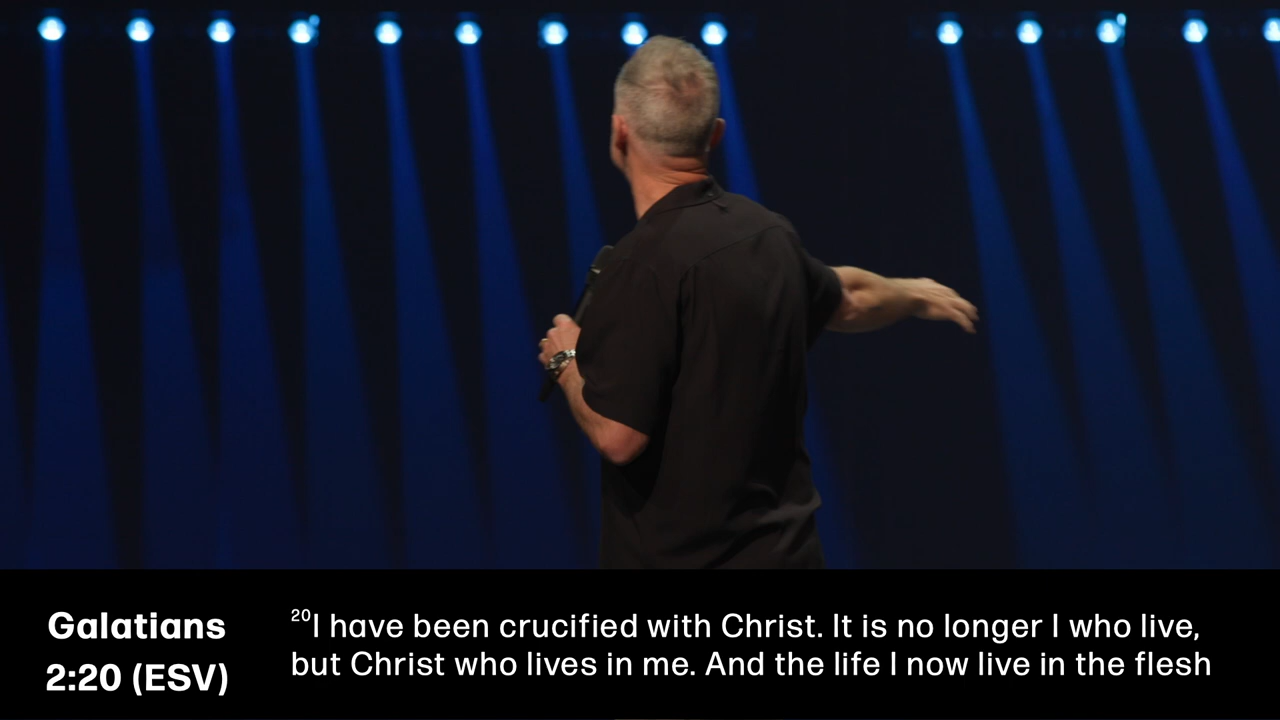 Galatians
2:20 (ESV)
²⁰I have been crucified with Christ. It is no longer I who live,
but Christ who lives in me. And the life I now live in the flesh